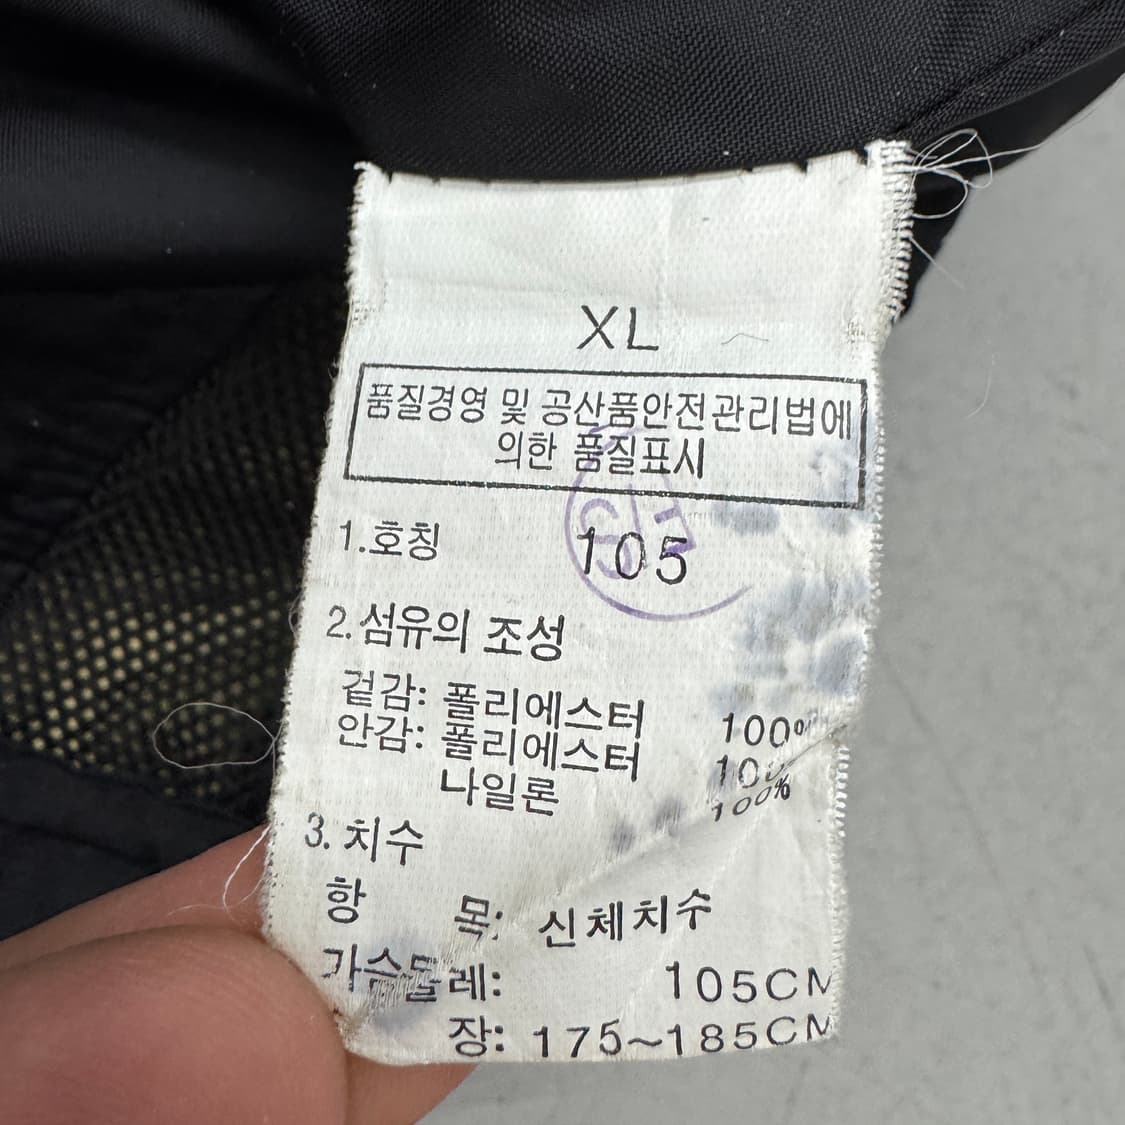 XL
품질경영 및 공산품안전관리법에
의한 품질표시
1.호칭 105
2.섬유의 조성
겉감: 폴리에스터 100%
안감: 폴리에스터 100%
나일론 100%
3.치수
항 목: 신체치수
가슴둘레: 105CM
장: 175~185CM